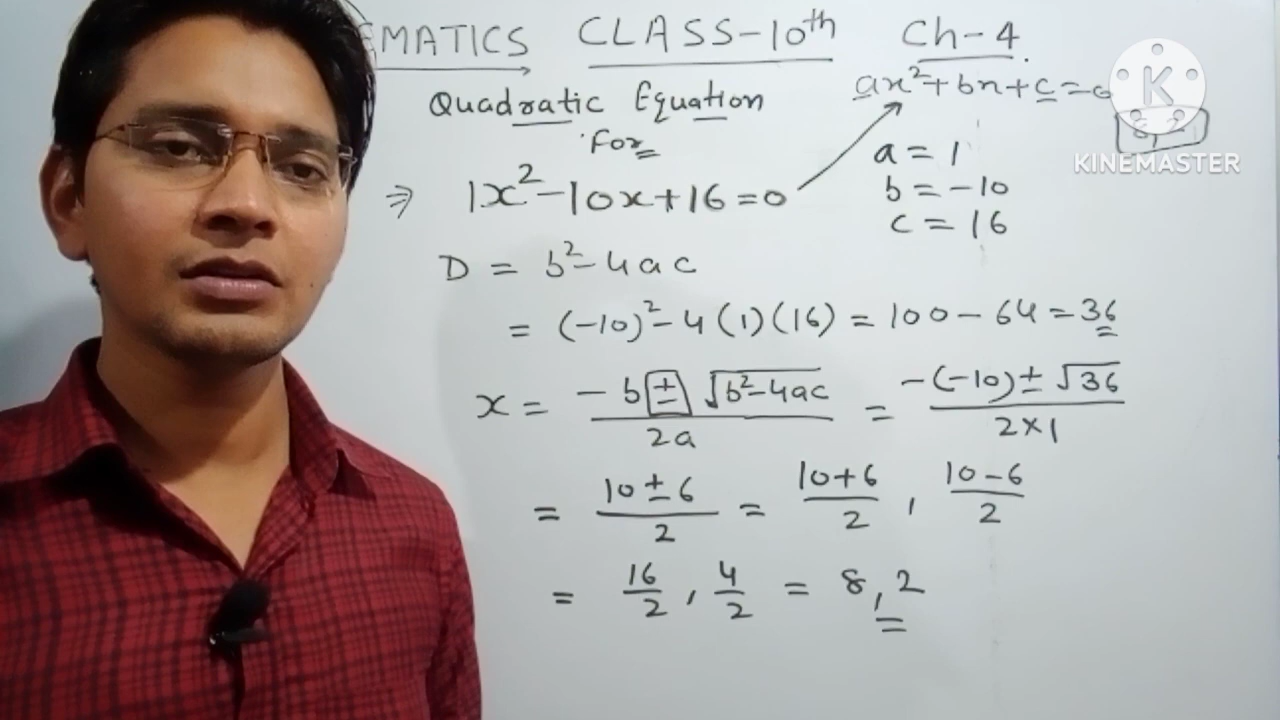 EMATICS CLASS-10th Ch-4.
Quadratic Equation
ax²+bx+c=0
For
⇒ 1x²-10x+16=0
a = 1
b = -10
c = 16
KINEMASTER
D = b²-4ac
= (-10)²-4(1)(16) = 100-64 = 36
x = -b±√b²-4ac / 2a = -(-10)±√36 / 2×1
= 10±6 / 2 = 10+6 / 2 , 10-6 / 2
= 16/2 , 4/2 = 8, 2